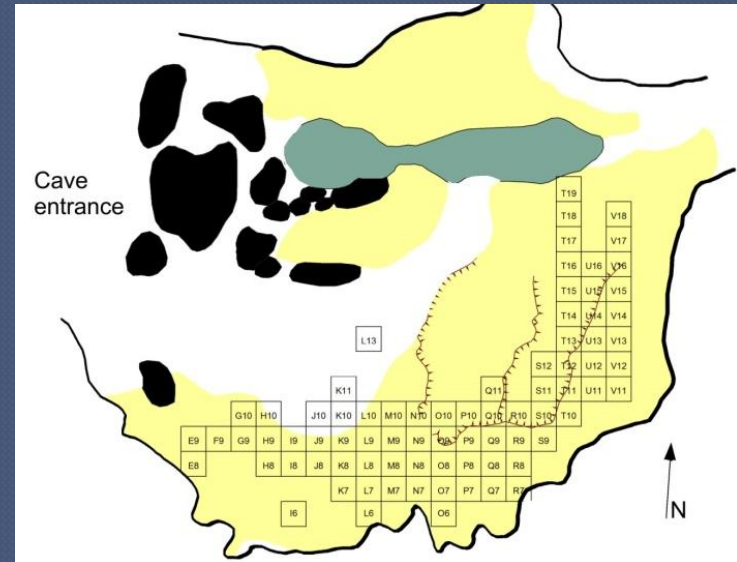 Cave
entrance
T19
T18 V18
T17 V17
T16 U16 V16
T15 U15 V15
T14 U14 V14
L13 T13 U13 V13
S12 T12 U12 V12
K11 Q11 S11 T11 U11 V11
G10 H10 J10 K10 L10 M10 N10 O10 P10 Q10 R10 S10 T10
E9 F9 G9 H9 I9 J9 K9 L9 M9 N9 O9 P9 Q9 R9 S9
E8 H8 I8 J8 K8 L8 M8 N8 O8 P8 Q8 R8
K7 L7 M7 N7 O7 P7 Q7 R7
I6 L6 O6
N